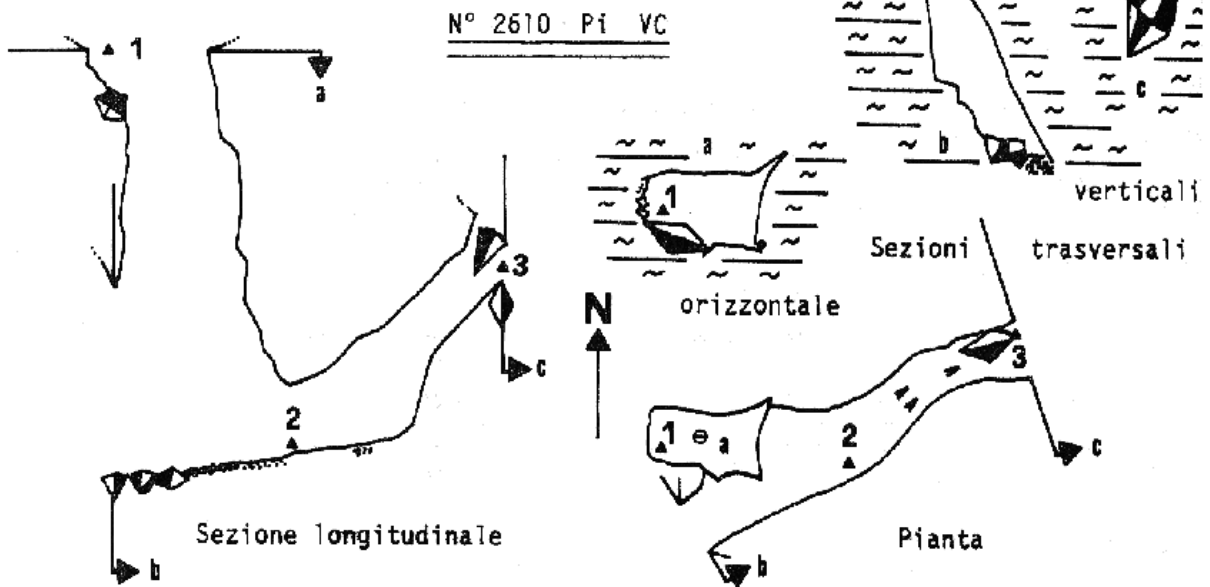 N° 2610 Pi VC
1
a
c
b
verticali
a
1
Sezioni trasversali
orizzontale
3
c
2
b
Sezione longitudinale
N
3
1 a
2
c
b
Pianta